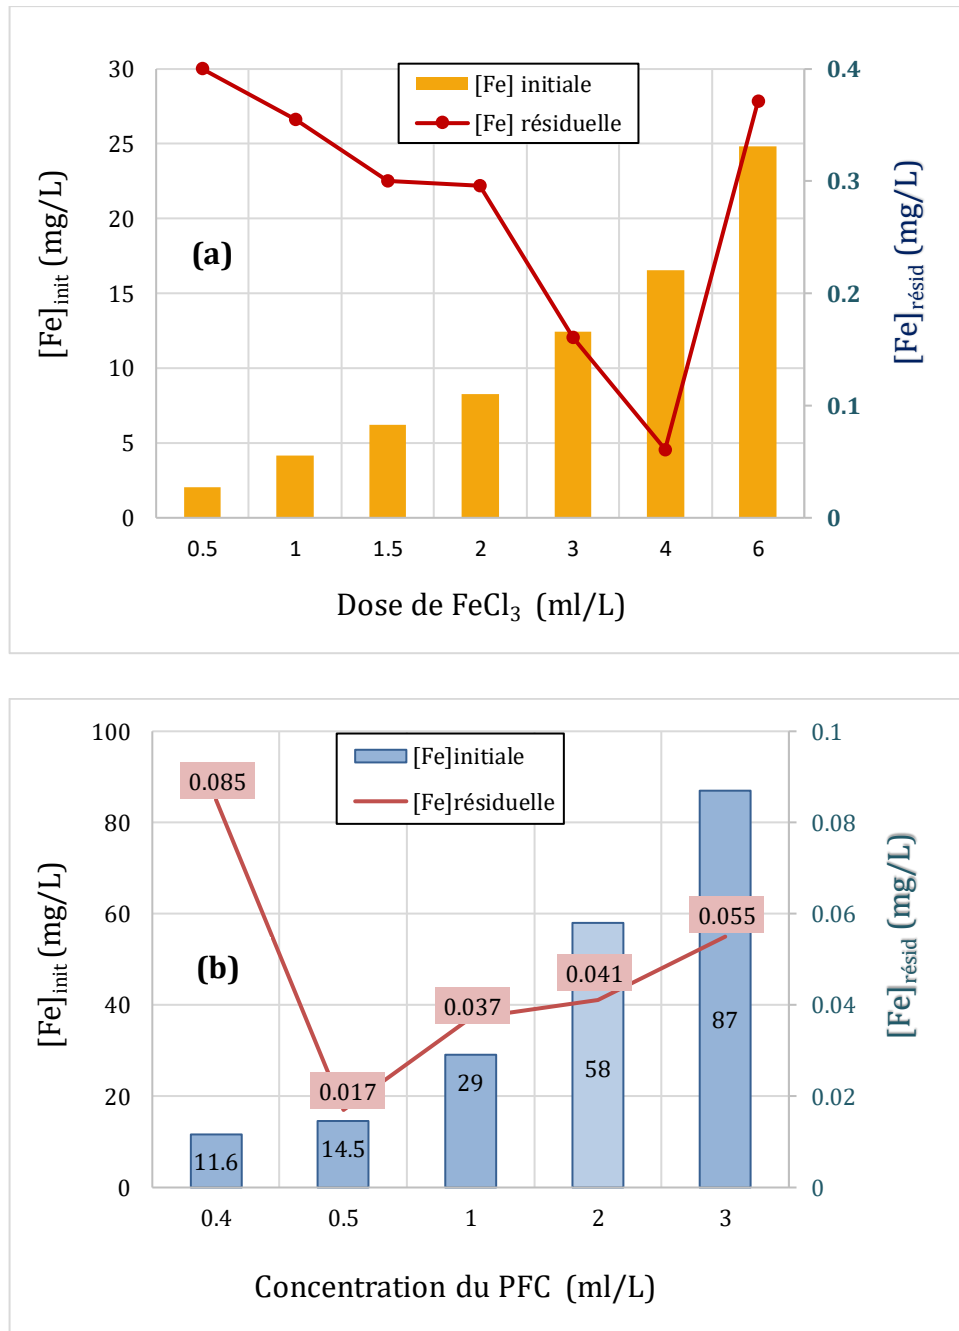 30
25
20
15
10
5
0
[Fe]init (mg/L)
[Fe] initiale
[Fe] résiduelle
(a)
0.4
0.3
0.2
0.1
0
[Fe]résid (mg/L)
0.5 1 1.5 2 3 4 6
Dose de FeCl3 (ml/L)
100
80
60
40
20
0
[Fe]init (mg/L)
[Fe]initiale
[Fe]résiduelle
(b)
0.085
0.017
0.037
0.041
0.055
11.6
14.5
29
58
87
0.1
0.08
0.06
0.04
0.02
0
[Fe]résid (mg/L)
0.4 0.5 1 2 3
Concentration du PFC (ml/L)